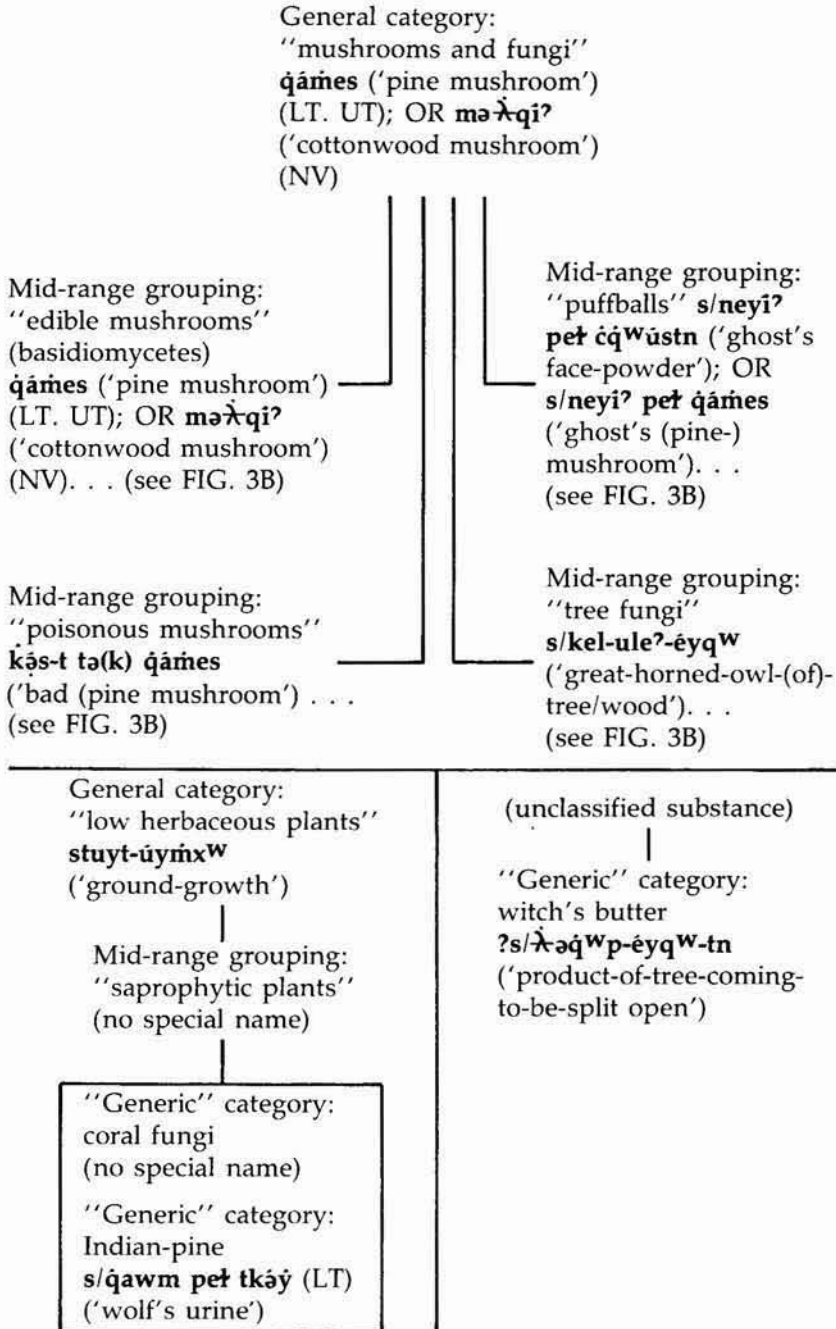 General category:
''mushrooms and fungi''
q̓ám̓es ('pine mushroom')
(LT. UT); OR məƛ̓qíʔ
('cottonwood mushroom')
(NV)
Mid-range grouping:
''edible mushrooms''
(basidiomycetes)
q̓ám̓es ('pine mushroom')
(LT. UT); OR məƛ̓qíʔ
('cottonwood mushroom')
(NV). . . (see FIG. 3B)
Mid-range grouping:
''puffballs'' s/neyíʔ
peɬ c̓q̓ʷústn ('ghost's
face-powder'); OR
s/neyíʔ peɬ q̓ám̓es
('ghost's (pine-)
mushroom'). . .
(see FIG. 3B)
Mid-range grouping:
''poisonous mushrooms''
ḳə́ṣ-t tə(k) q̓ám̓es
('bad (pine mushroom') . . .
(see FIG. 3B)
Mid-range grouping:
''tree fungi''
s/kel-uleʔ-éyqʷ
('great-horned-owl-(of)-
tree/wood'). . .
(see FIG. 3B)
General category:
''low herbaceous plants''
stuyt-úym̓xʷ
('ground-growth')
Mid-range grouping:
''saprophytic plants''
(no special name)
''Generic'' category:
coral fungi
(no special name)
''Generic'' category:
Indian-pine
s/q̓awm peɬ tkə́y̓ (LT)
('wolf's urine')
(unclassified substance)
''Generic'' category:
witch's butter
?s/ƛ̓əq̓ʷp-éyqʷ-tn
('product-of-tree-coming-
to-be-split open')